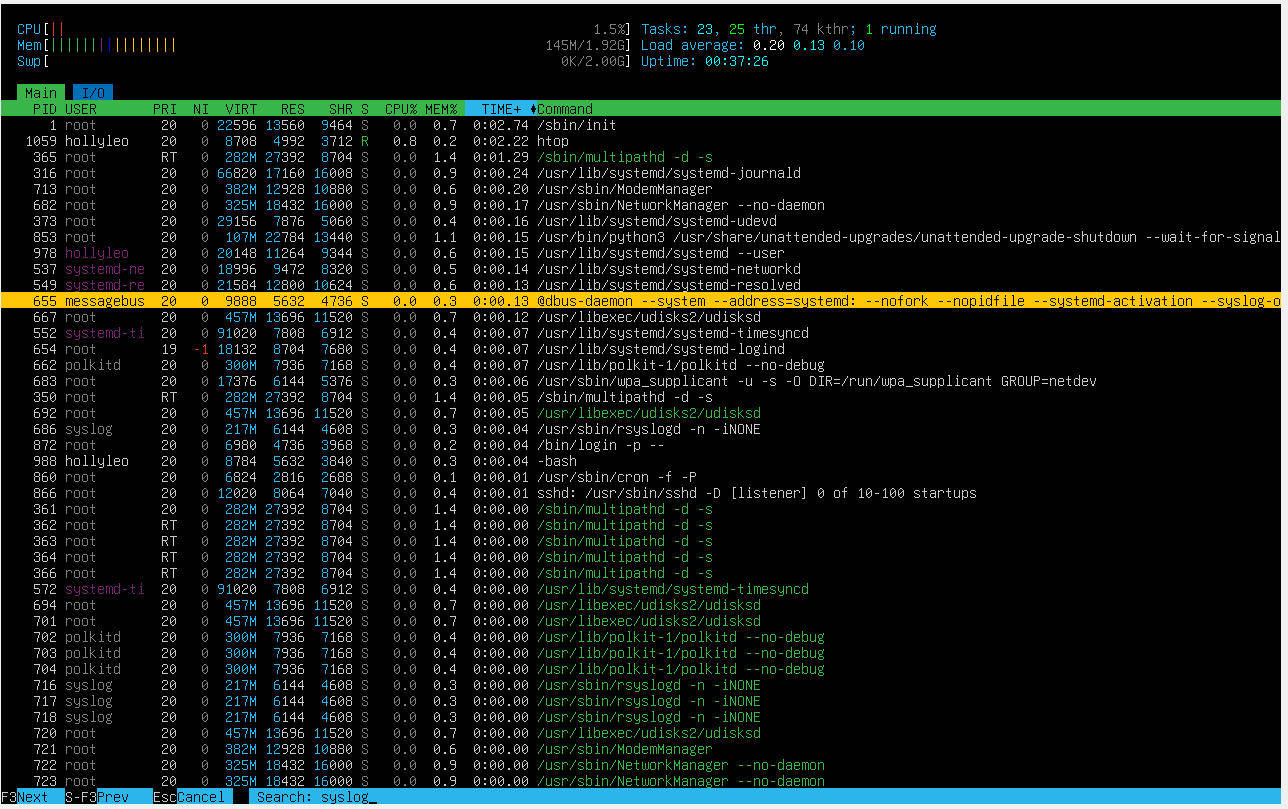 CPU[|| 1.5%] Tasks: 23, 25 thr, 74 kthr; 1 running
Mem[|||||||||||||||| 145M/1.92G] Load average: 0.20 0.13 0.10
Swp[ 0K/2.00G] Uptime: 00:37:26
Main I/O
PID USER PRI NI VIRT RES SHR S CPU% MEM% TIME+ Command
1 root 20 0 22596 13560 9464 S 0.0 0.7 0:02.74 /sbin/init
1059 hollyleo 20 0 8708 4992 3712 R 0.8 0.2 0:02.22 htop
365 root RT 0 282M 27392 8704 S 0.0 1.4 0:01.29 /sbin/multipathd -d -s
316 root 20 0 66820 17160 16008 S 0.0 0.9 0:00.24 /usr/lib/systemd/systemd-journald
713 root 20 0 382M 12928 10880 S 0.0 0.6 0:00.20 /usr/sbin/ModemManager
682 root 20 0 325M 18432 16000 S 0.0 0.9 0:00.17 /usr/sbin/NetworkManager --no-daemon
373 root 20 0 29156 7876 5060 S 0.0 0.4 0:00.16 /usr/lib/systemd/systemd-udevd
853 root 20 0 107M 22784 13440 S 0.0 1.1 0:00.15 /usr/bin/python3 /usr/share/unattended-upgrades/unattended-upgrade-shutdown --wait-for-signal
978 hollyleo 20 0 20148 11264 9344 S 0.0 0.6 0:00.15 /usr/lib/systemd/systemd --user
537 systemd-ne 20 0 18996 9472 8320 S 0.0 0.5 0:00.14 /usr/lib/systemd/systemd-networkd
549 systemd-re 20 0 21584 12800 10624 S 0.0 0.6 0:00.13 /usr/lib/systemd/systemd-resolved
655 messagebus 20 0 9888 5632 4736 S 0.0 0.3 0:00.13 @dbus-daemon --system --address=systemd: --nofork --nopidfile --systemd-activation --syslog-o
667 root 20 0 457M 13696 11520 S 0.0 0.7 0:00.12 /usr/libexec/udisks2/udisksd
552 systemd-ti 20 0 91020 7808 6912 S 0.0 0.4 0:00.07 /usr/lib/systemd/systemd-timesyncd
654 root 19 -1 18132 8704 7680 S 0.0 0.4 0:00.07 /usr/lib/systemd/systemd-logind
662 polkitd 20 0 300M 7936 7168 S 0.0 0.4 0:00.07 /usr/lib/polkit-1/polkitd --no-debug
683 root 20 0 17376 6144 5376 S 0.0 0.3 0:00.06 /usr/sbin/wpa_supplicant -u -s -O DIR=/run/wpa_supplicant GROUP=netdev
350 root RT 0 282M 27392 8704 S 0.0 1.4 0:00.05 /sbin/multipathd -d -s
692 root 20 0 457M 13696 11520 S 0.0 0.7 0:00.05 /usr/libexec/udisks2/udisksd
686 syslog 20 0 217M 6144 4608 S 0.0 0.3 0:00.04 /usr/sbin/rsyslogd -n -iNONE
872 root 20 0 6980 4736 3968 S 0.0 0.2 0:00.04 /bin/login -p --
988 hollyleo 20 0 8784 5632 3840 S 0.0 0.3 0:00.04 -bash
860 root 20 0 6824 2816 2688 S 0.0 0.1 0:00.01 /usr/sbin/cron -f -P
866 root 20 0 12020 8064 7040 S 0.0 0.4 0:00.01 sshd: /usr/sbin/sshd -D [listener] 0 of 10-100 startups
361 root 20 0 282M 27392 8704 S 0.0 1.4 0:00.00 /sbin/multipathd -d -s
362 root RT 0 282M 27392 8704 S 0.0 1.4 0:00.00 /sbin/multipathd -d -s
363 root RT 0 282M 27392 8704 S 0.0 1.4 0:00.00 /sbin/multipathd -d -s
364 root RT 0 282M 27392 8704 S 0.0 1.4 0:00.00 /sbin/multipathd -d -s
366 root RT 0 282M 27392 8704 S 0.0 1.4 0:00.00 /sbin/multipathd -d -s
572 systemd-ti 20 0 91020 7808 6912 S 0.0 0.4 0:00.00 /usr/lib/systemd/systemd-timesyncd
694 root 20 0 457M 13696 11520 S 0.0 0.7 0:00.00 /usr/libexec/udisks2/udisksd
701 root 20 0 457M 13696 11520 S 0.0 0.7 0:00.00 /usr/libexec/udisks2/udisksd
702 polkitd 20 0 300M 7936 7168 S 0.0 0.4 0:00.00 /usr/lib/polkit-1/polkitd --no-debug
703 polkitd 20 0 300M 7936 7168 S 0.0 0.4 0:00.00 /usr/lib/polkit-1/polkitd --no-debug
704 polkitd 20 0 300M 7936 7168 S 0.0 0.4 0:00.00 /usr/lib/polkit-1/polkitd --no-debug
716 syslog 20 0 217M 6144 4608 S 0.0 0.3 0:00.00 /usr/sbin/rsyslogd -n -iNONE
717 syslog 20 0 217M 6144 4608 S 0.0 0.3 0:00.00 /usr/sbin/rsyslogd -n -iNONE
718 syslog 20 0 217M 6144 4608 S 0.0 0.3 0:00.00 /usr/sbin/rsyslogd -n -iNONE
720 root 20 0 457M 13696 11520 S 0.0 0.7 0:00.00 /usr/libexec/udisks2/udisksd
721 root 20 0 382M 12928 10880 S 0.0 0.6 0:00.00 /usr/sbin/ModemManager
722 root 20 0 325M 18432 16000 S 0.0 0.9 0:00.00 /usr/sbin/NetworkManager --no-daemon
723 root 20 0 325M 18432 16000 S 0.0 0.9 0:00.00 /usr/sbin/NetworkManager --no-daemon
F3Next S-F3Prev EscCancel Search: syslog_